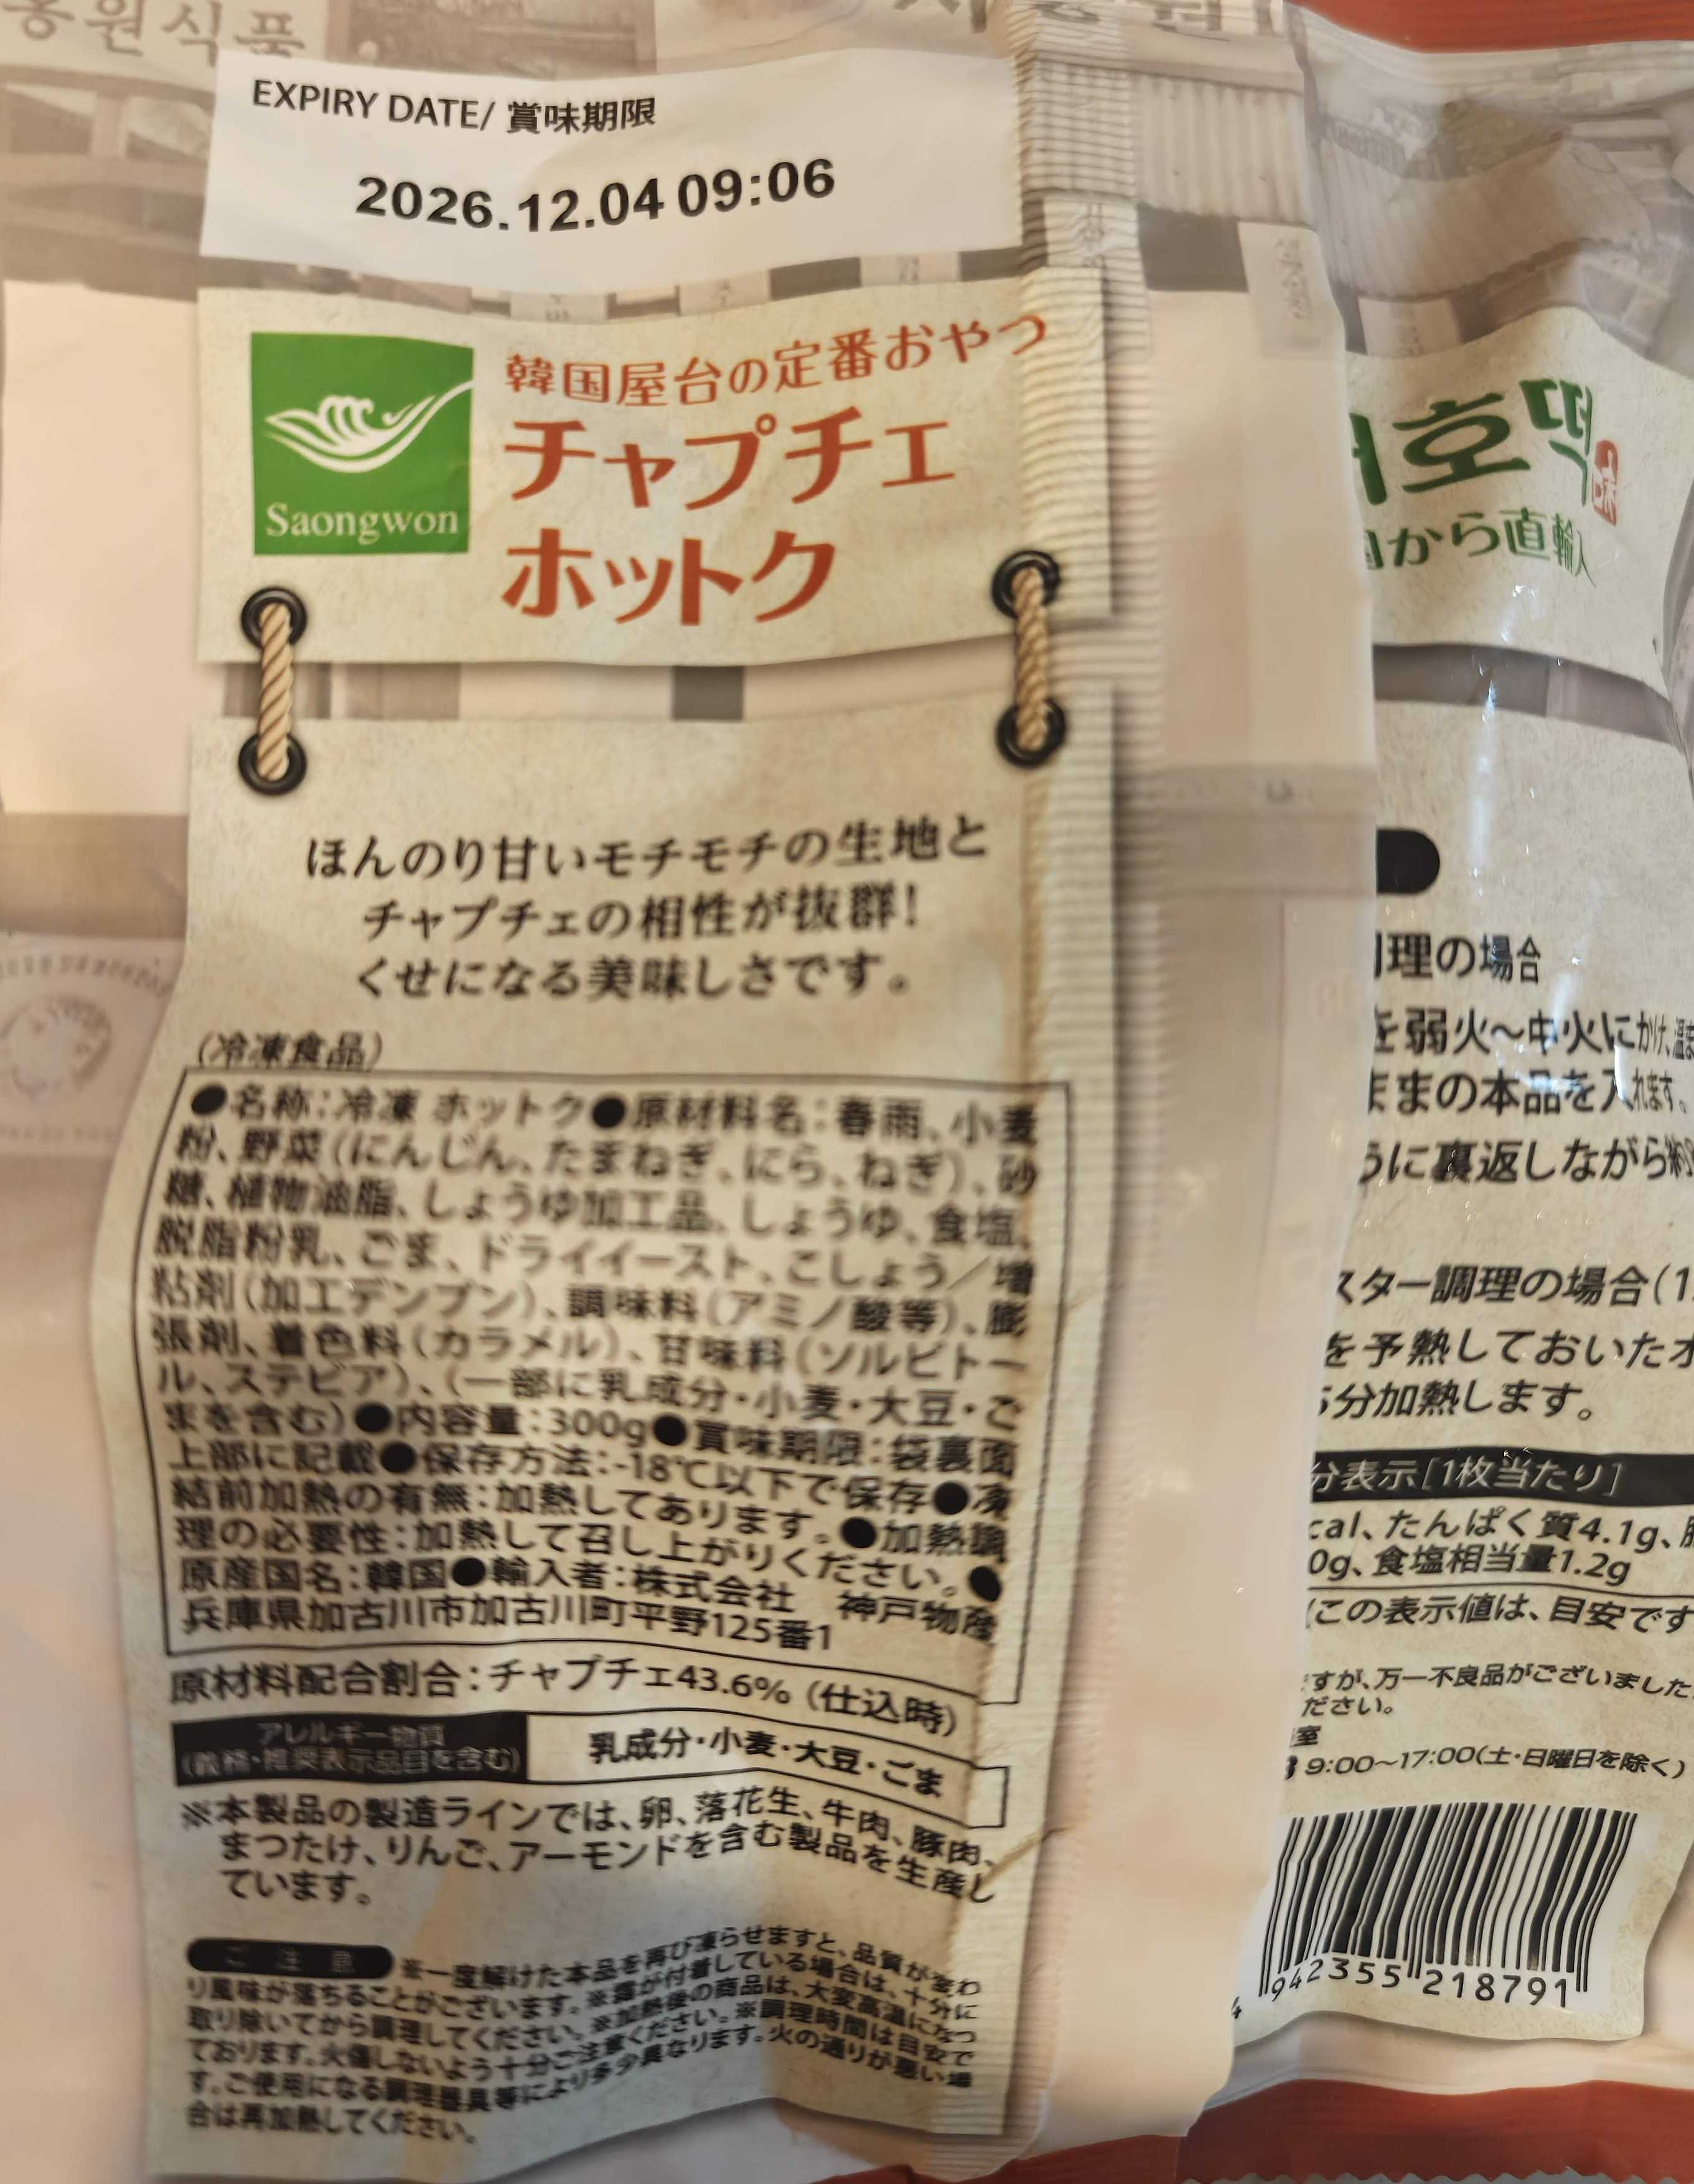 홍원식품
EXPIRY DATE/ 賞味期限
2026.12.04 09:06
Saongwon
韓国屋台の定番おやつ
チャプチェ
ホットク
ほんのり甘いモチモチの生地と
チャプチェの相性が抜群!
くせになる美味しさです。
(冷凍食品)
●名称:冷凍 ホットク●原材料名:春雨、小麦
粉、野菜(にんじん、たまねぎ、にら、ねぎ)、砂
糖、植物油脂、しょうゆ加工品、しょうゆ、食塩、
脱脂粉乳、ごま、ドライイースト、こしょう/増
粘剤(加工デンプン)、調味料(アミノ酸等)、膨
張剤、着色料(カラメル)、甘味料(ソルビトー
ル、ステビア)、(一部に乳成分・小麦・大豆・ご
まを含む)●内容量:300g●賞味期限:袋裏面
上部に記載●保存方法:-18℃以下で保存●凍
結前加熱の有無:加熱してあります。●加熱調
理の必要性:加熱して召し上がりください。●
原産国名:韓国●輸入者:株式会社 神戸物産
兵庫県加古川市加古川町平野125番1
原材料配合割合:チャプチェ43.6%(仕込時)
アレルギー物質
(義務・推奨表示品目を含む)
乳成分・小麦・大豆・ごま
※本製品の製造ラインでは、卵、落花生、牛肉、豚肉、
まつたけ、りんご、アーモンドを含む製品を生産し
ています。
ご注意 ※一度解けた本品を再び凍らせますと、品質が変わ
り風味が落ちることがございます。※霜が付着している場合は、十分に
取り除いてから調理してください。※加熱後の商品は、大変高温になっ
ております。火傷しないよう十分ご注意ください。※調理時間は目安で
す。ご使用になる調理器具等により多少異なります。火の通りが悪い場
合は再加熱してください。
호떡
から直輸入
理の場合
を弱火～中火にかけ、温ま
ままの本品を入れます。
うに裏返しながら約
スター調理の場合(1
を予熱しておいたオ
5分加熱します。
分表示[1枚当たり]
cal、たんぱく質4.1g、
0g、食塩相当量1.2g
(この表示値は、目安です
ですが、万一不良品がございました
ださい。
室
9:00～17:00(土・日曜日を除く)
4 942355 218791